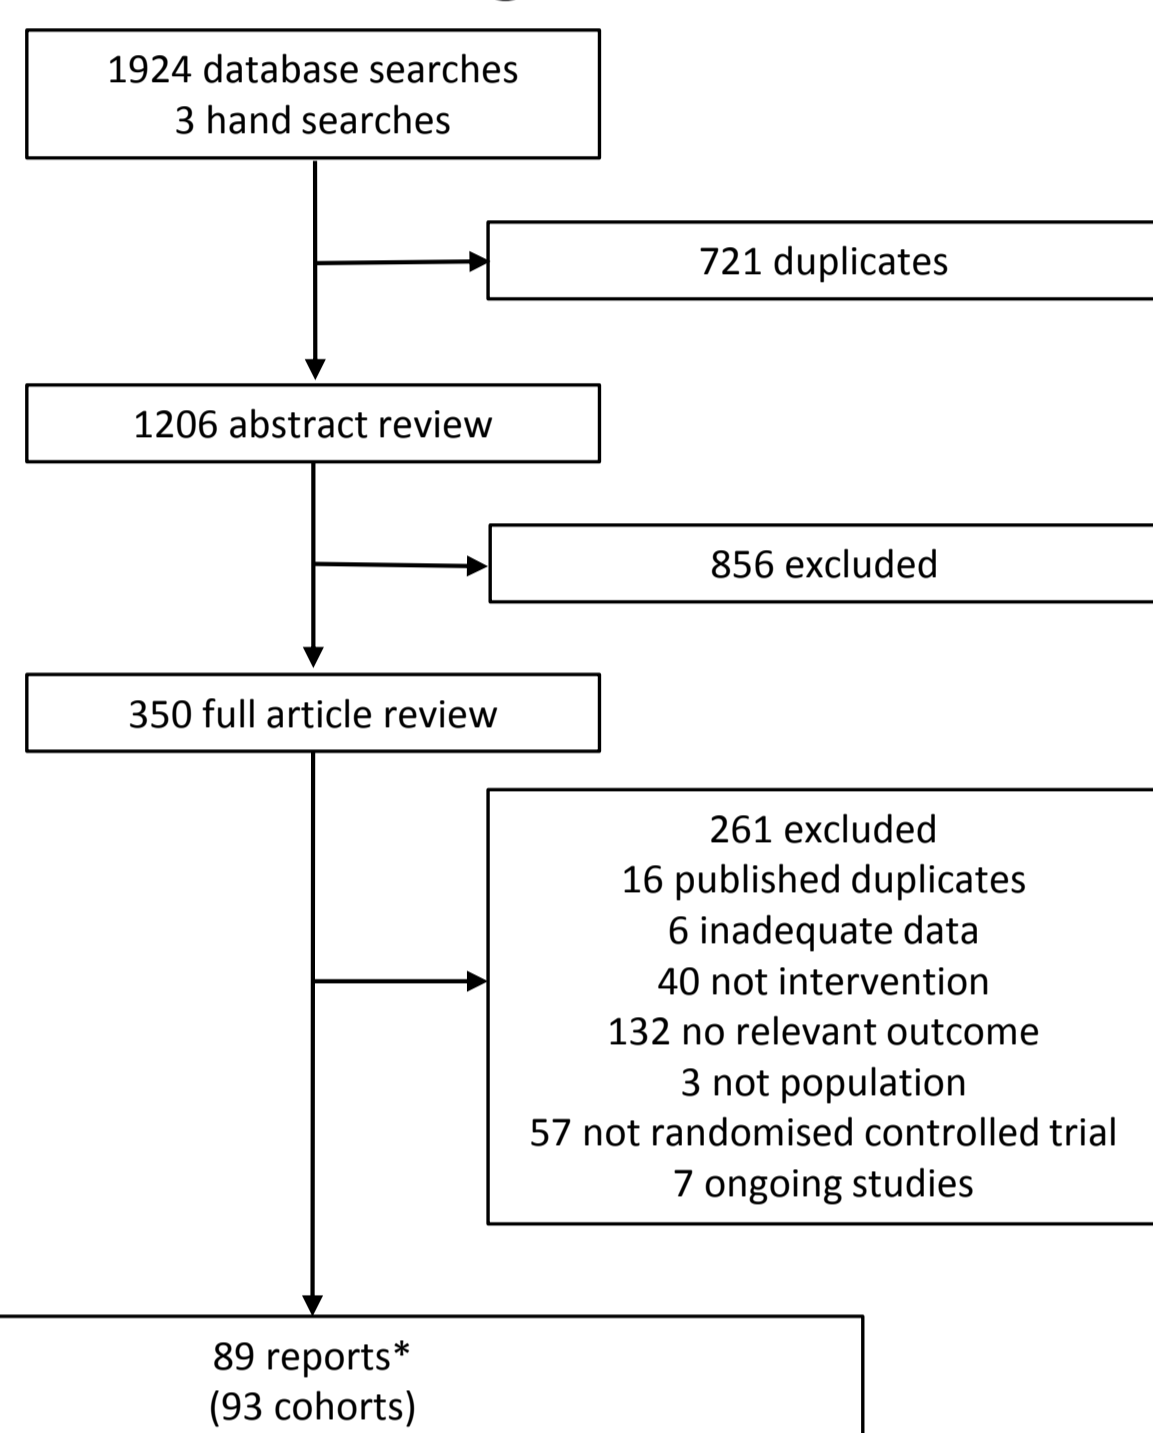 1924 database searches
3 hand searches
721 duplicates
1206 abstract review
856 excluded
350 full article review
261 excluded
16 published duplicates
6 inadequate data
40 not intervention
132 no relevant outcome
3 not population
57 not randomised controlled trial
7 ongoing studies
89 reports*
(93 cohorts)